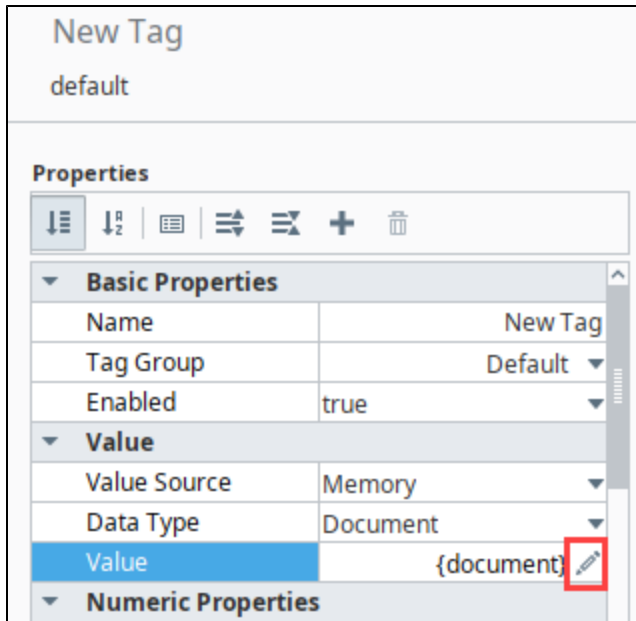 New Tag
default
Properties
Basic Properties
Name New Tag
Tag Group Default
Enabled true
Value
Value Source Memory
Data Type Document
Value {document}
Numeric Properties